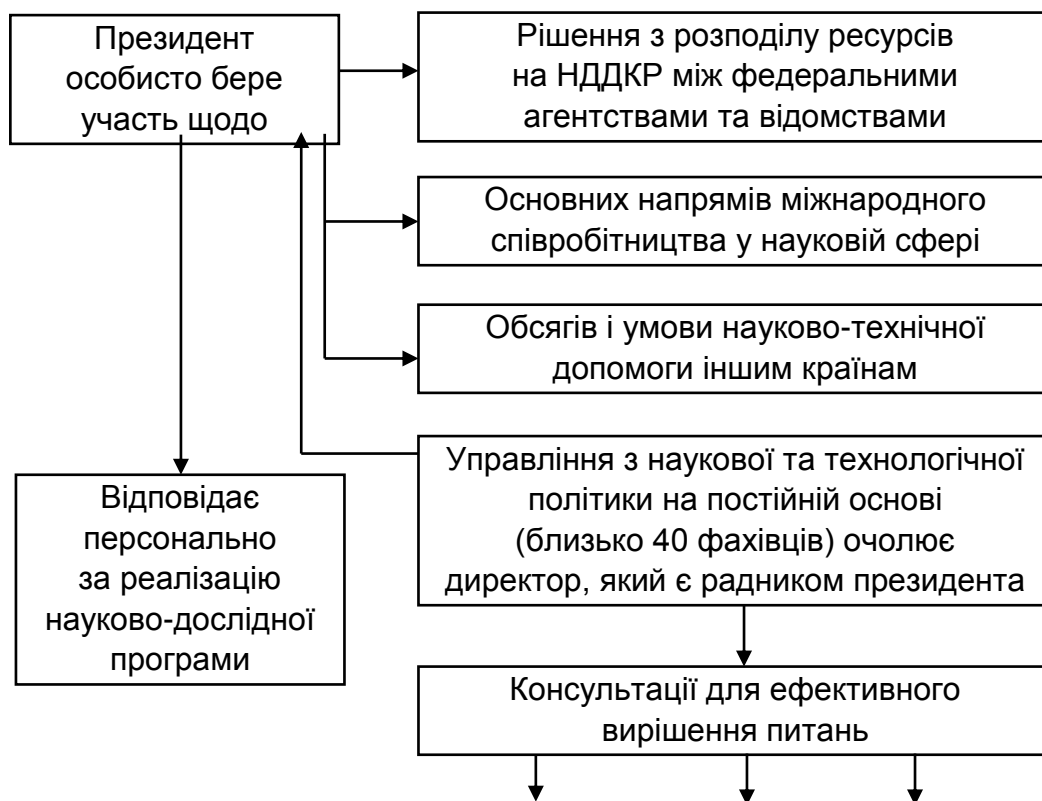 Президент
особисто бере
участь щодо
Рішення з розподілу ресурсів
на НДДКР між федеральними
агентствами та відомствами
Основних напрямів міжнародного
співробітництва у науковій сфері
Обсягів і умови науково-технічної
допомоги іншим країнам
Управління з наукової та технологічної
політики на постійній основі
(близько 40 фахівців) очолює
директор, який є радником президента
Відповідає
персонально
за реалізацію
науково-дослідної
програми
Консультації для ефективного
вирішення питань